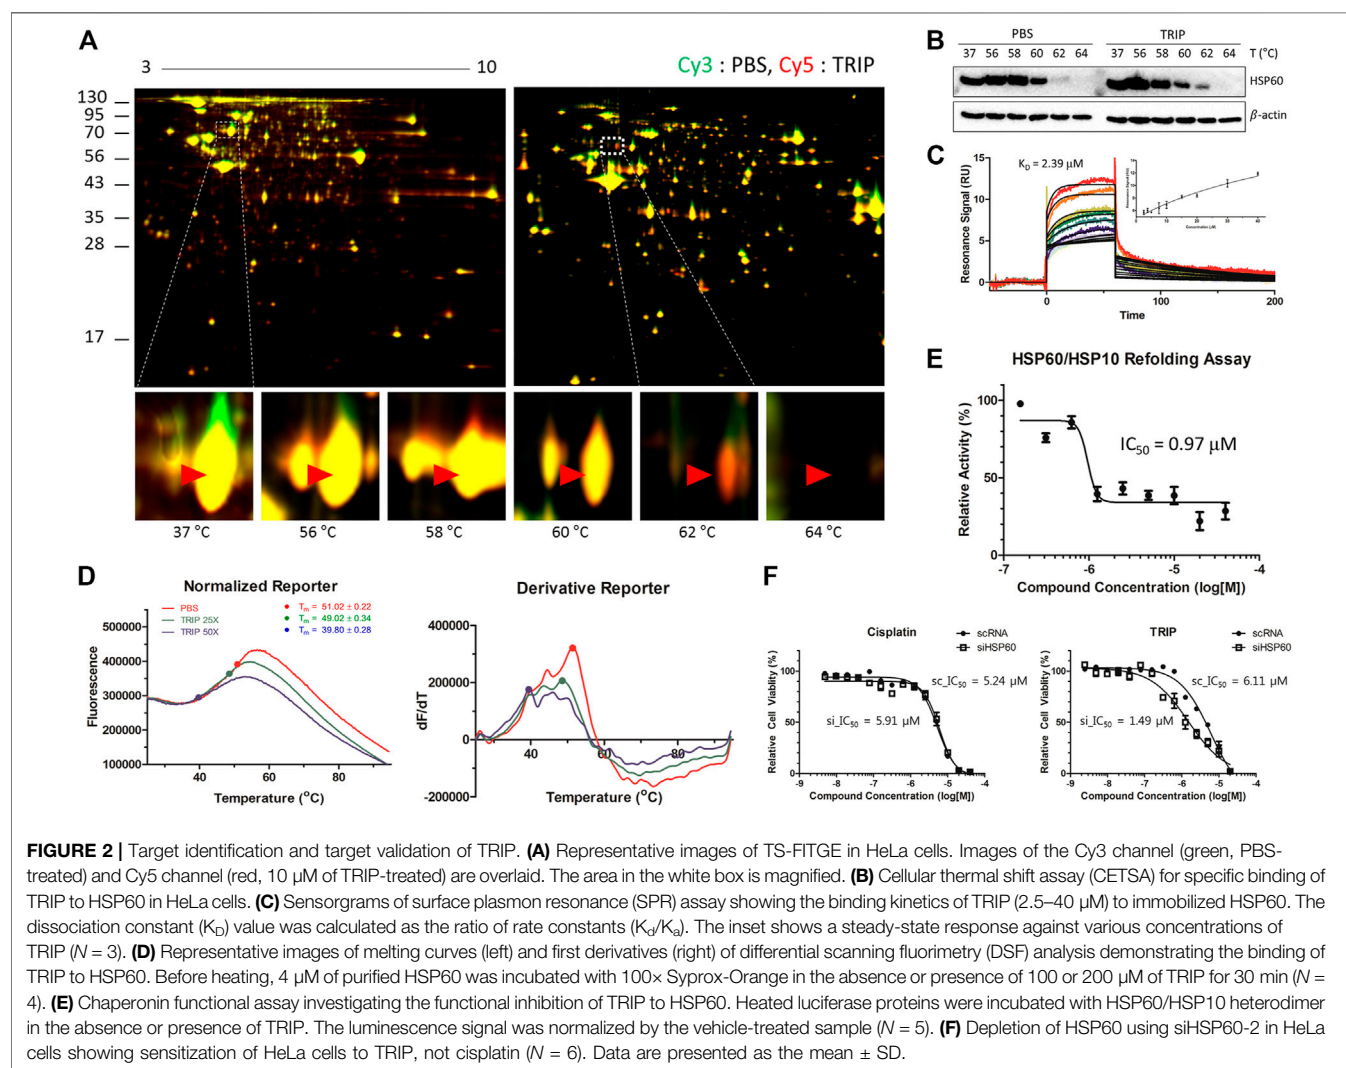 A
3
10
Cy3 : PBS, Cy5 : TRIP
130
95
70
56
43
35
28
17
37 °C
56 °C
58 °C
60 °C
62 °C
64 °C
B
PBS
TRIP
37 56 58 60 62 64
37 56 58 60 62 64
T (°C)
HSP60
β-actin
C
K_D = 2.39 μM
Resonance Signal (RU)
15
10
5
0
0
100
200
Time
D
Normalized Reporter
PBS
TRIP 25X
TRIP 50X
T_m = 51.02 ± 0.22
T_m = 49.02 ± 0.34
T_m = 39.80 ± 0.28
Fluorescence
500000
400000
300000
200000
100000
40
60
80
Temperature (°C)
Derivative Reporter
dF/dT
400000
200000
0
-200000
40
60
80
Temperature (°C)
E
HSP60/HSP10 Refolding Assay
IC50 = 0.97 μM
Relative Activity (%)
100
50
0
-7
-6
-5
-4
Compound Concentration (log[M])
F
Cisplatin
scRNA
siHSP60
sc_IC50 = 5.24 μM
si_IC50 = 5.91 μM
Relative Cell Viablity (%)
100
50
0
-9 -8 -7 -6 -5 -4 -3
Compound Concentration (log[M])
TRIP
scRNA
siHSP60
sc_IC50 = 6.11 μM
si_IC50 = 1.49 μM
Relative Cell Viablity (%)
100
50
0
-9 -8 -7 -6 -5 -4
Compound Concentration (log[M])
FIGURE 2 | Target identification and target validation of TRIP. (A) Representative images of TS-FITGE in HeLa cells. Images of the Cy3 channel (green, PBS-
treated) and Cy5 channel (red, 10 μM of TRIP-treated) are overlaid. The area in the white box is magnified. (B) Cellular thermal shift assay (CETSA) for specific binding of
TRIP to HSP60 in HeLa cells. (C) Sensorgrams of surface plasmon resonance (SPR) assay showing the binding kinetics of TRIP (2.5–40 μM) to immobilized HSP60. The
dissociation constant (K_D) value was calculated as the ratio of rate constants (K_d/K_a). The inset shows a steady-state response against various concentrations of
TRIP (N = 3). (D) Representative images of melting curves (left) and first derivatives (right) of differential scanning fluorimetry (DSF) analysis demonstrating the binding of
TRIP to HSP60. Before heating, 4 μM of purified HSP60 was incubated with 100× Syprox-Orange in the absence or presence of 100 or 200 μM of TRIP for 30 min (N =
4). (E) Chaperonin functional assay investigating the functional inhibition of TRIP to HSP60. Heated luciferase proteins were incubated with HSP60/HSP10 heterodimer
in the absence or presence of TRIP. The luminescence signal was normalized by the vehicle-treated sample (N = 5). (F) Depletion of HSP60 using siHSP60-2 in HeLa
cells showing sensitization of HeLa cells to TRIP, not cisplatin (N = 6). Data are presented as the mean ± SD.